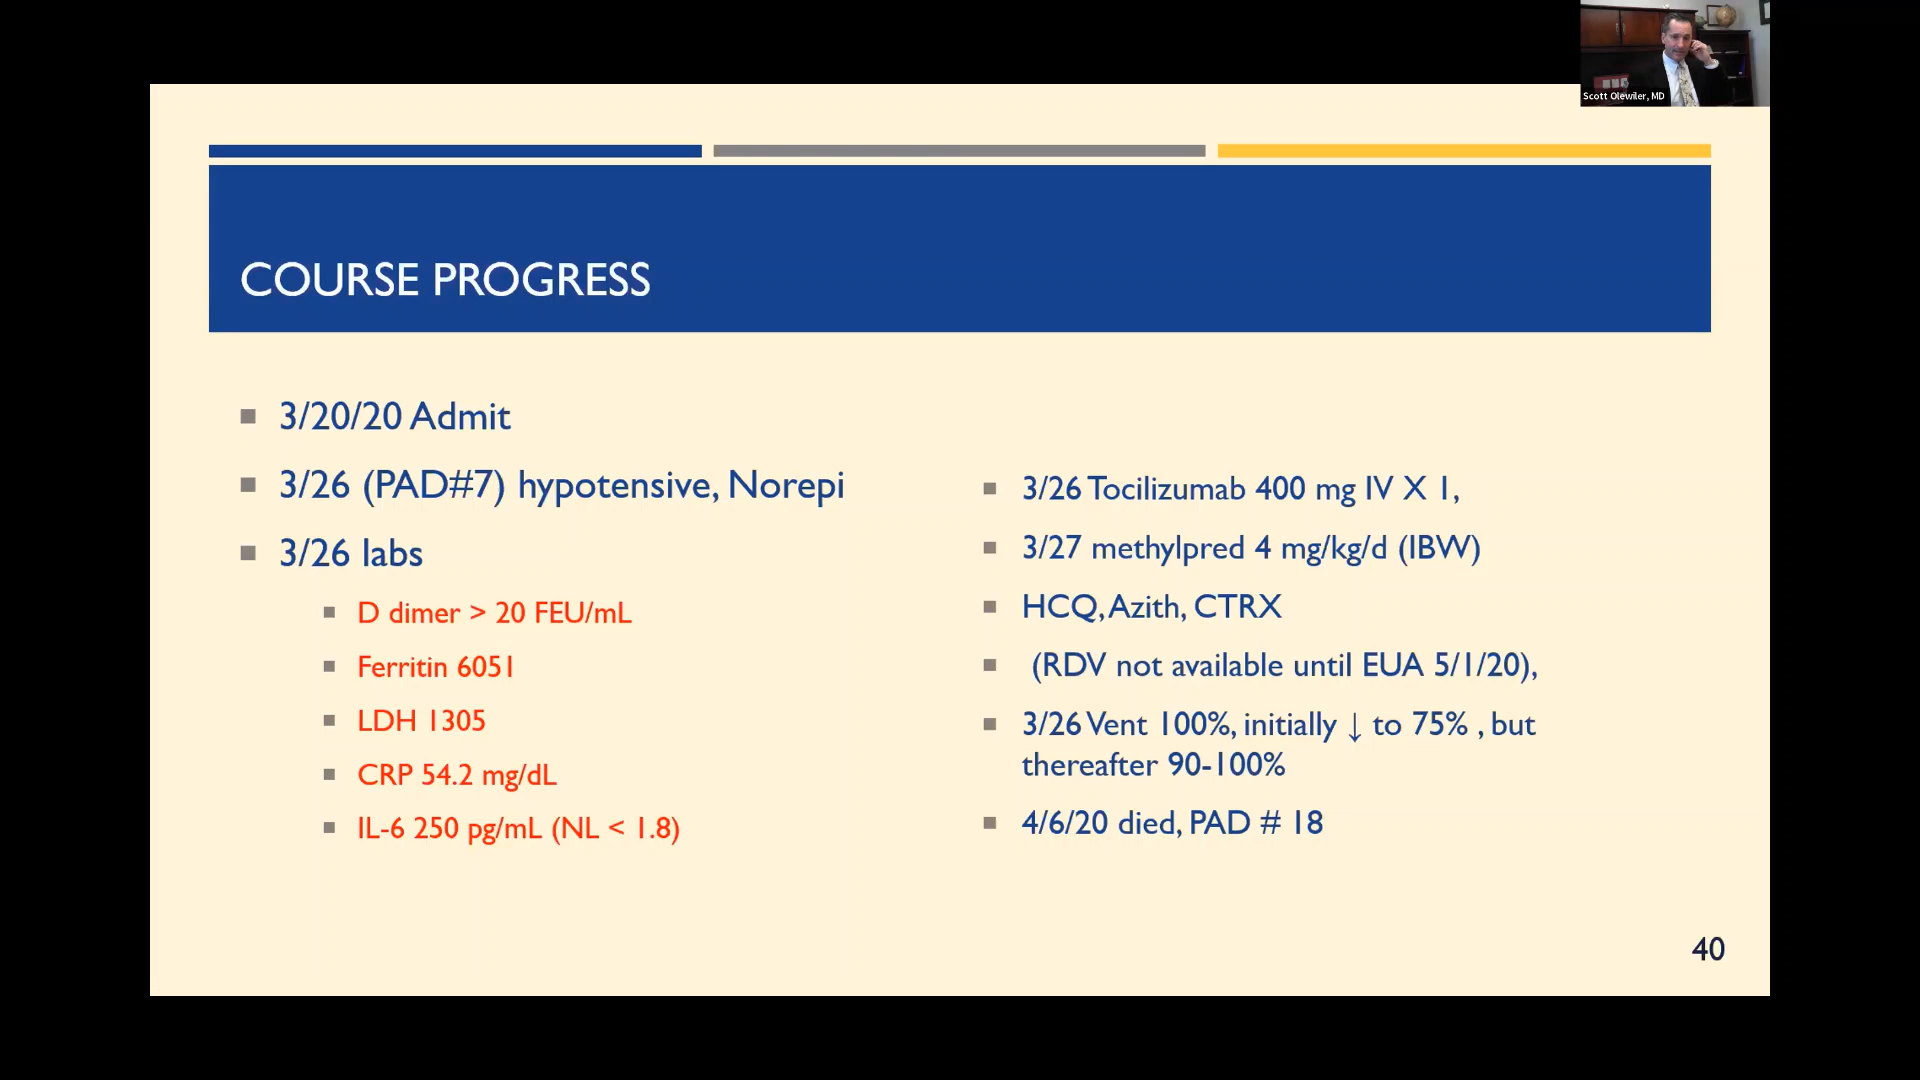 Scott Olewiler, MD
COURSE PROGRESS
3/20/20 Admit
3/26 (PAD#7) hypotensive, Norepi
3/26 labs
D dimer > 20 FEU/mL
Ferritin 6051
LDH 1305
CRP 54.2 mg/dL
IL-6 250 pg/mL (NL < 1.8)
3/26 Tocilizumab 400 mg IV X 1,
3/27 methylpred 4 mg/kg/d (IBW)
HCQ, Azith, CTRX
(RDV not available until EUA 5/1/20),
3/26 Vent 100%, initially ↓ to 75% , but
thereafter 90-100%
4/6/20 died, PAD # 18
40